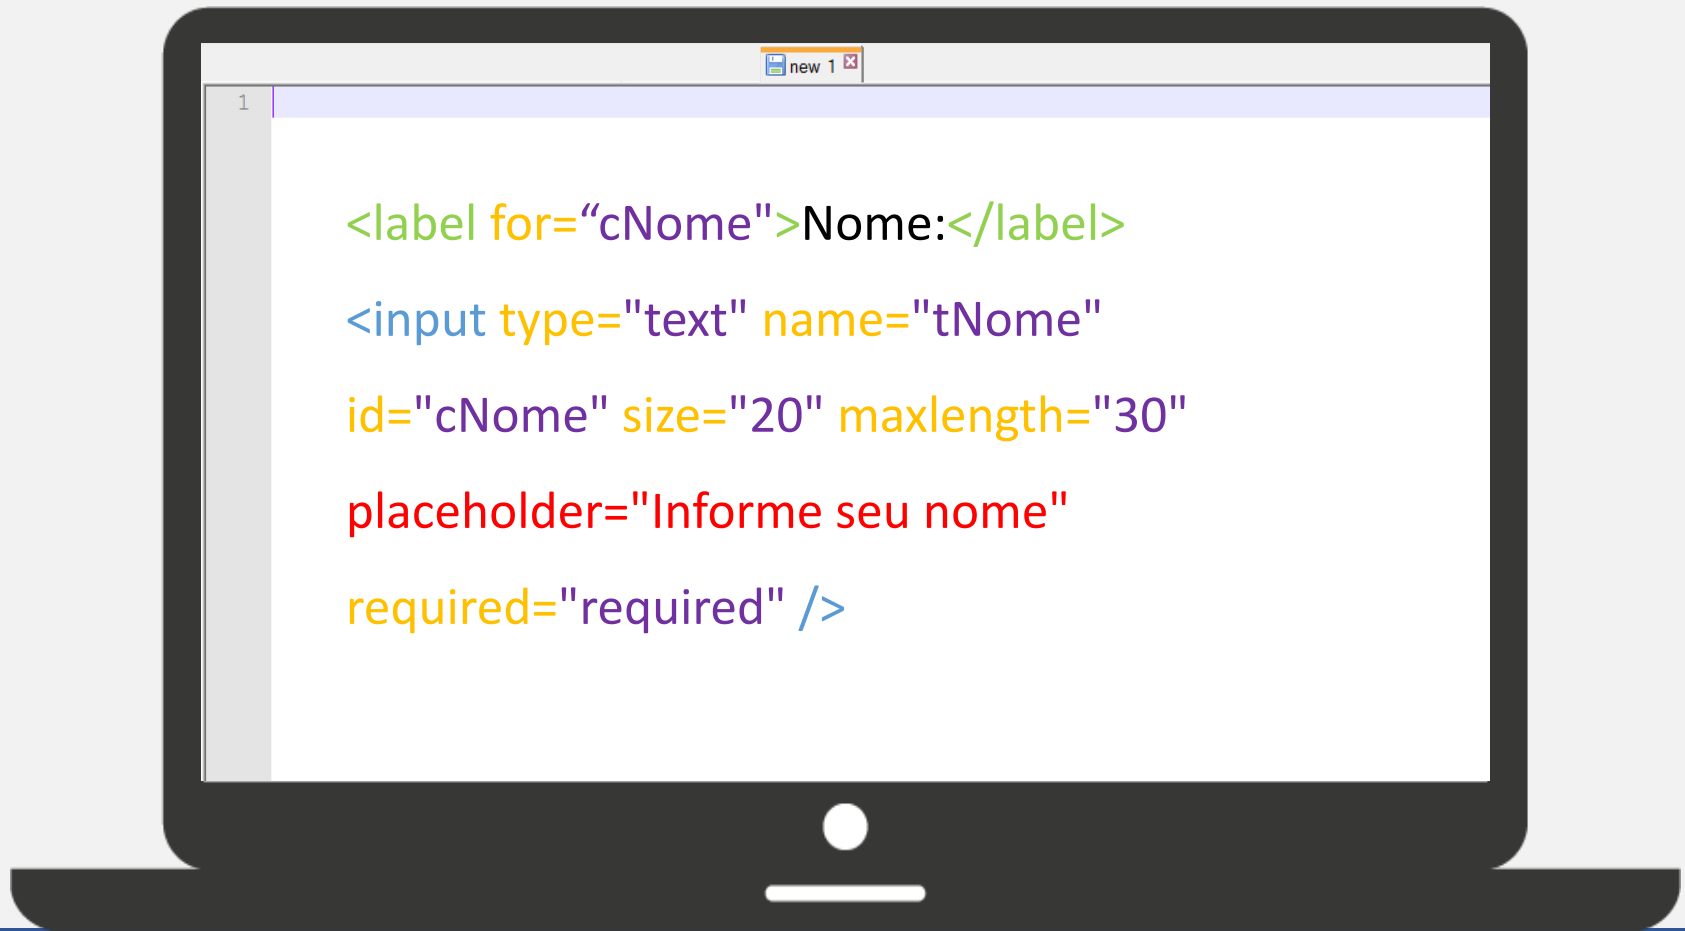 new 1
1
<label for=“cNome">Nome:</label>
<input type="text" name="tNome"
id="cNome" size="20" maxlength="30"
placeholder="Informe seu nome"
required="required" />